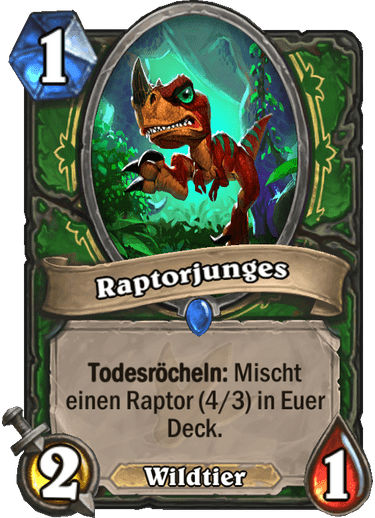 1
Raptorjunges
Todesröcheln: Mischt
einen Raptor (4/3) in Euer
Deck.
2
Wildtier
1